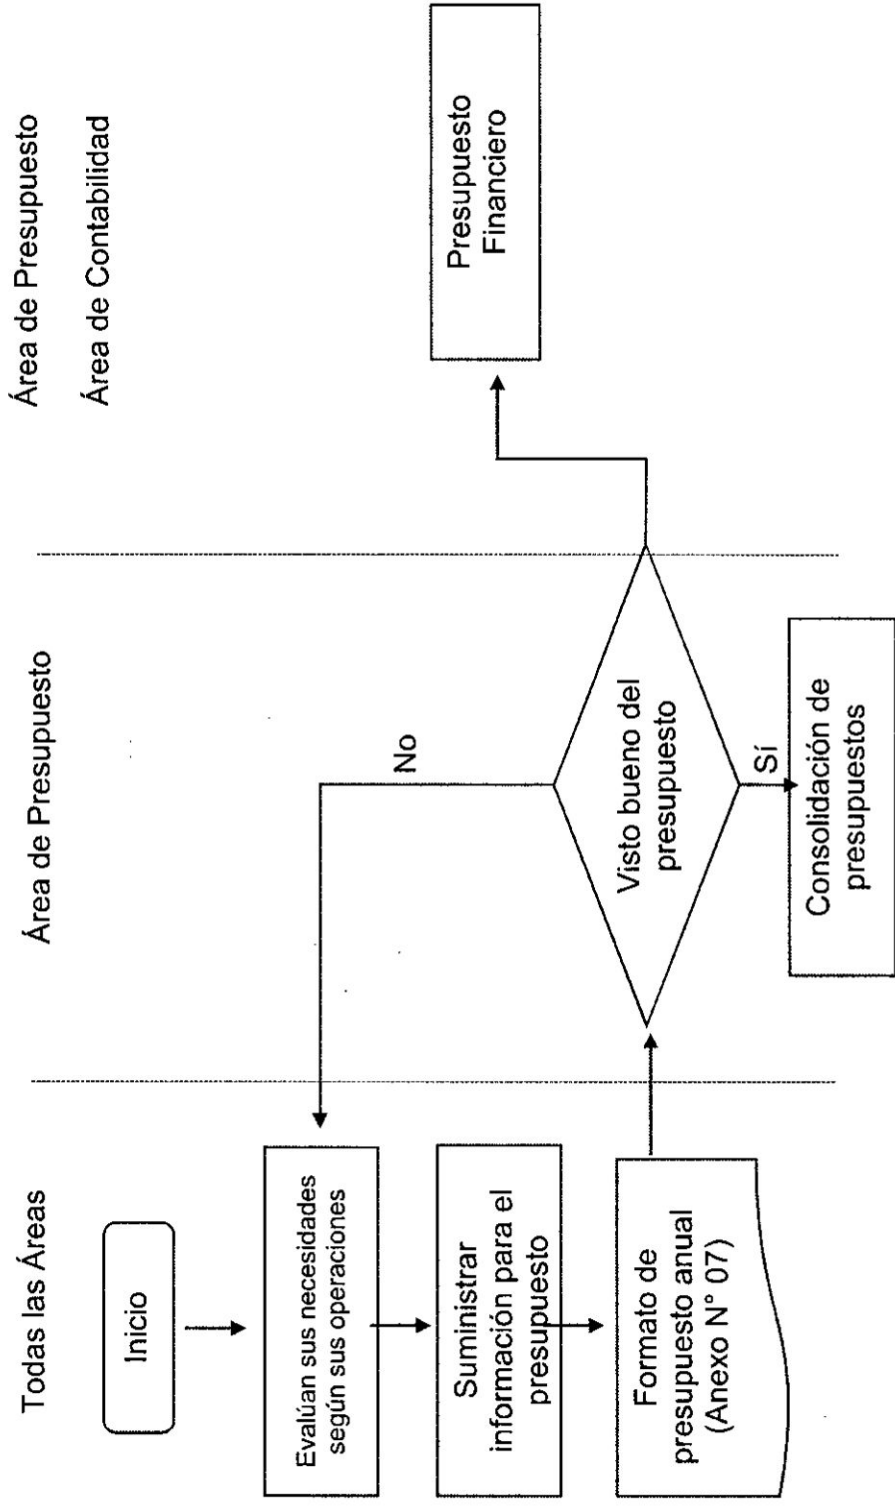 Todas las Áreas
Área de Presupuesto
Área de Presupuesto
Área de Contabilidad
Inicio
Evalúan sus necesidades
según sus operaciones
Suministrar
información para el
presupuesto
Formato de
presupuesto anual
(Anexo N° 07)
No
Visto bueno del
presupuesto
Sí
Consolidación de
presupuestos
Presupuesto
Financiero